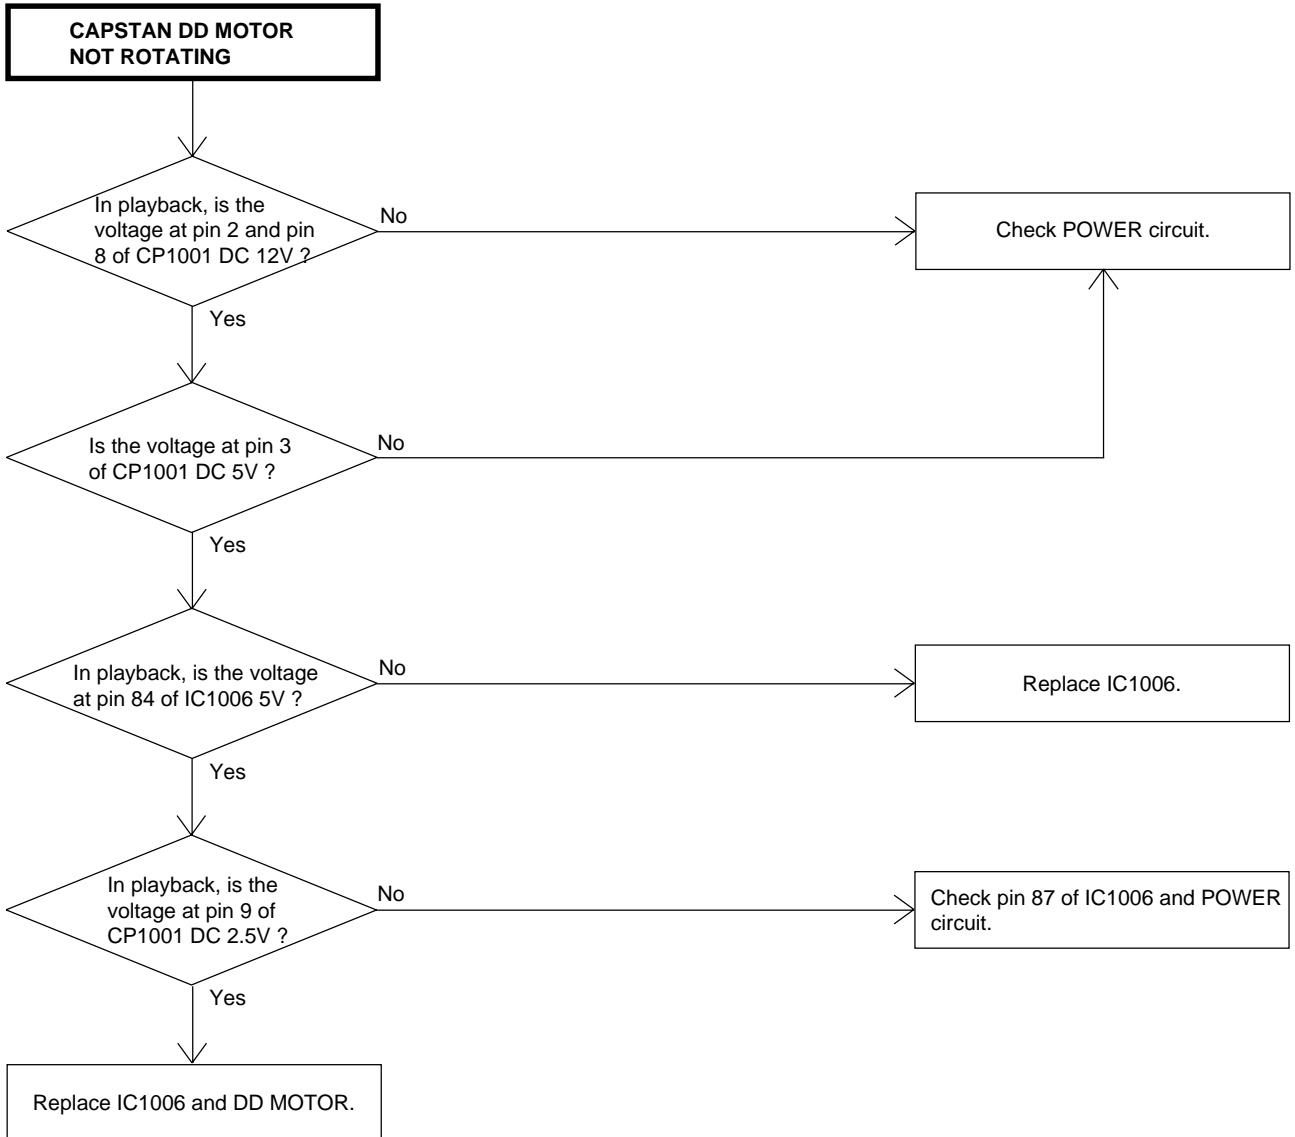 CAPSTAN DD MOTOR
NOT ROTATING
In playback, is the
voltage at pin 2 and pin
8 of CP1001 DC 12V ?
No
Check POWER circuit.
Yes
Is the voltage at pin 3
of CP1001 DC 5V ?
No
Yes
In playback, is the voltage
at pin 84 of IC1006 5V ?
No
Replace IC1006.
Yes
In playback, is the
voltage at pin 9 of
CP1001 DC 2.5V ?
No
Check pin 87 of IC1006 and POWER
circuit.
Yes
Replace IC1006 and DD MOTOR.